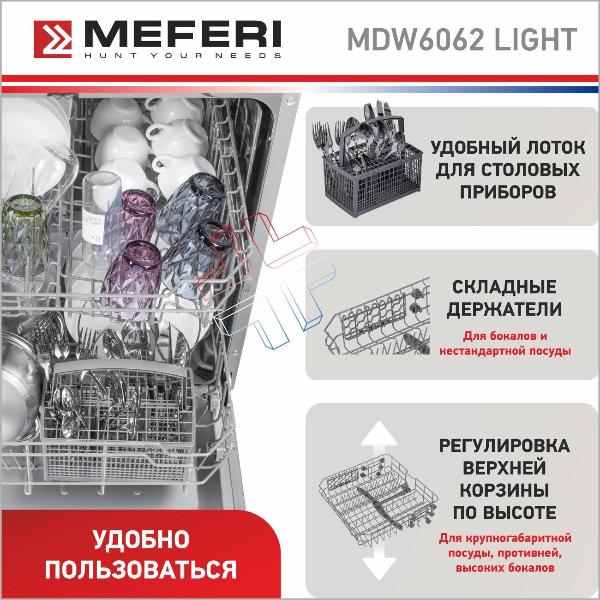 MEFERI
HUNT YOUR NEEDS
MDW6062 LIGHT
УДОБНЫЙ ЛОТОК
ДЛЯ СТОЛОВЫХ
ПРИБОРОВ
СКЛАДНЫЕ
ДЕРЖАТЕЛИ
Для бокалов и
нестандартной посуды
РЕГУЛИРОВКА
ВЕРХНЕЙ
КОРЗИНЫ
ПО ВЫСОТЕ
Для крупногабаритной
посуды, противней,
высоких бокалов
УДОБНО
ПОЛЬЗОВАТЬСЯ